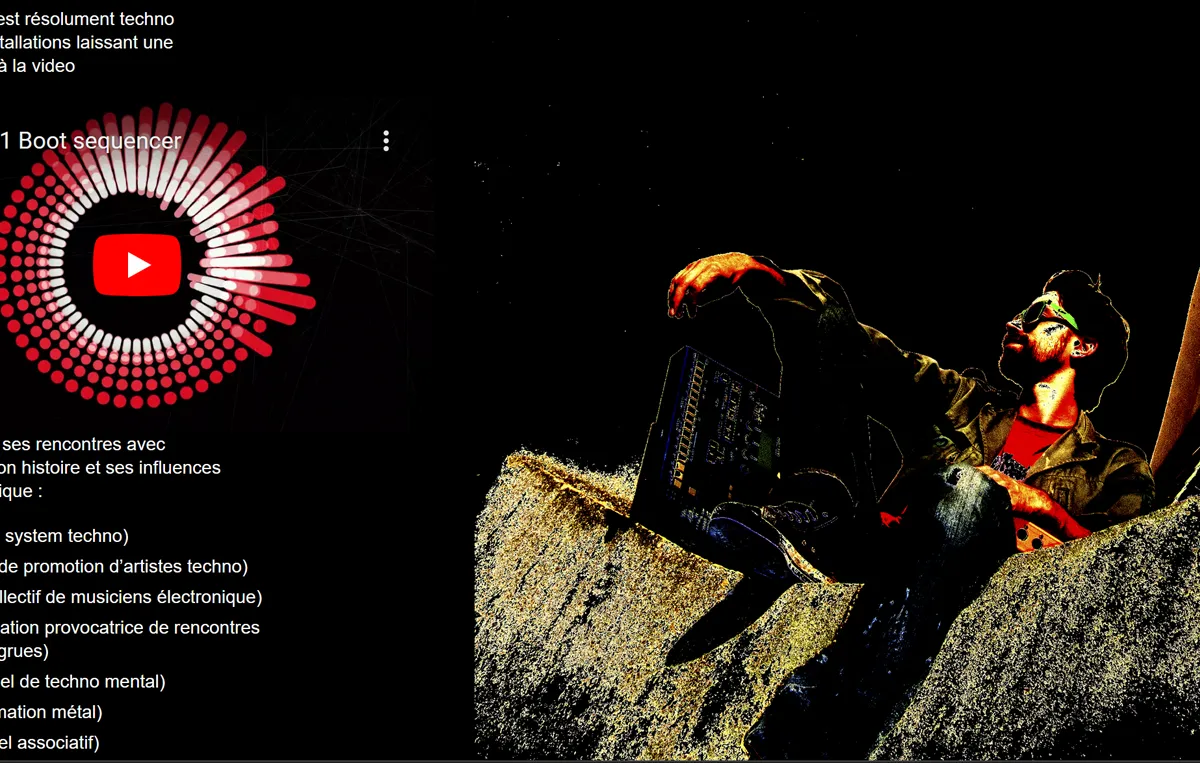 est résolument techno
tallations laissant une
à la video
1 Boot sequencer
ses rencontres avec
on histoire et ses influences
ique :
system techno)
de promotion d’artistes techno)
llectif de musiciens électronique)
ation provocatrice de rencontres
grues)
el de techno mental)
mation métal)
el associatif)